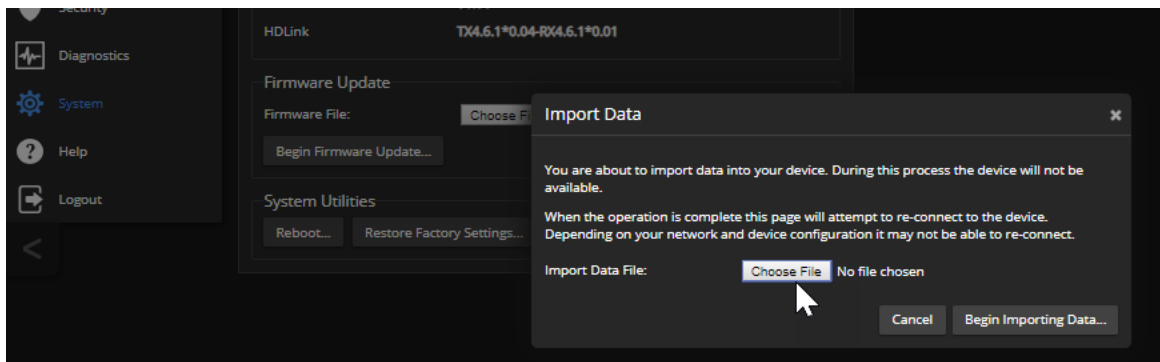 Security
Diagnostics
System
Help
Logout
HDLink TX4.6.1*0.04-RX4.6.1*0.01
Firmware Update
Firmware File: Choose Fi
Begin Firmware Update...
System Utilities
Reboot... Restore Factory Settings...
Import Data
You are about to import data into your device. During this process the device will not be
available.
When the operation is complete this page will attempt to re-connect to the device.
Depending on your network and device configuration it may not be able to re-connect.
Import Data File: Choose File No file chosen
Cancel Begin Importing Data...